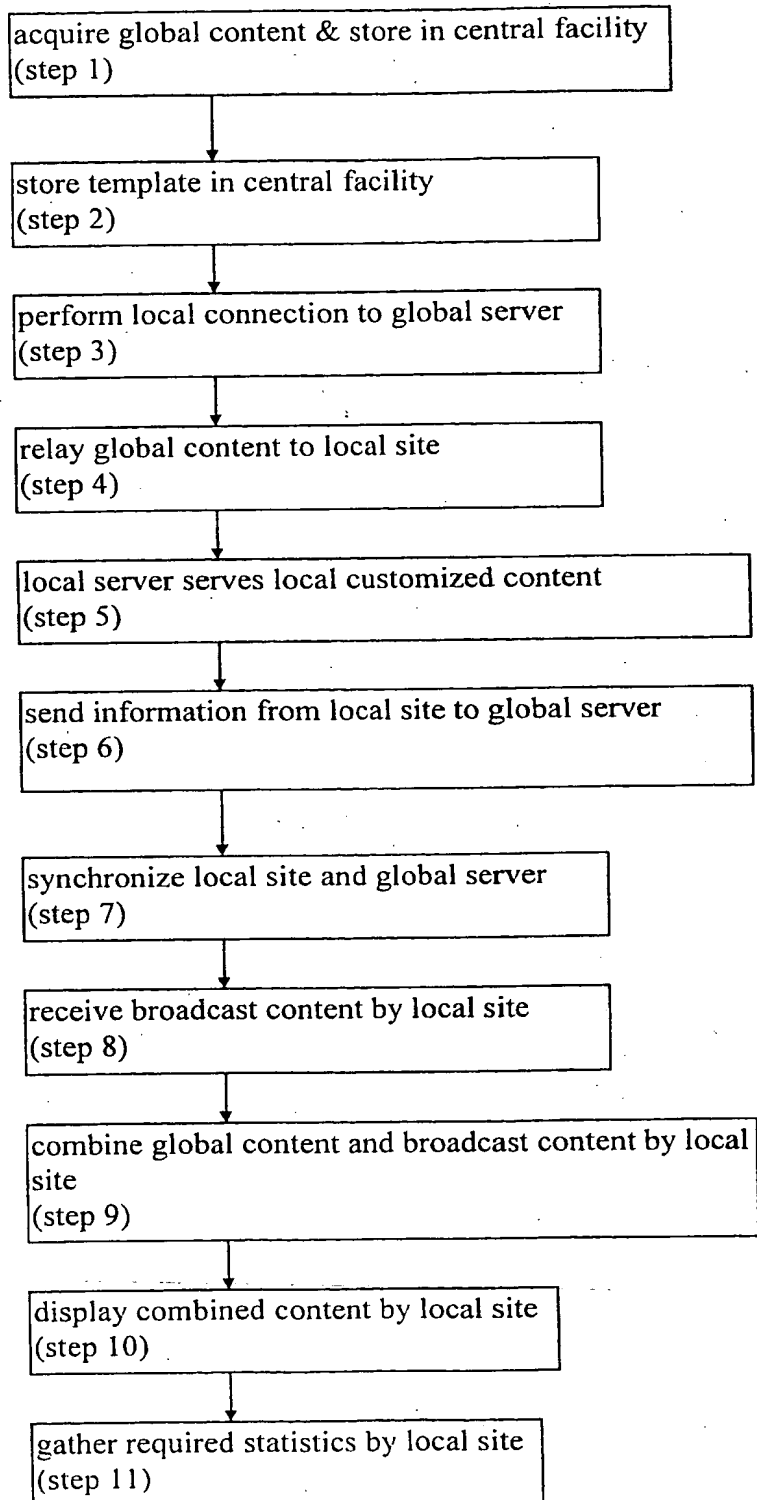 acquire global content & store in central facility
(step 1)
store template in central facility
(step 2)
perform local connection to global server
(step 3)
relay global content to local site
(step 4)
local server serves local customized content
(step 5)
send information from local site to global server
(step 6)
synchronize local site and global server
(step 7)
receive broadcast content by local site
(step 8)
combine global content and broadcast content by local
site
(step 9)
display combined content by local site
(step 10)
gather required statistics by local site
(step 11)